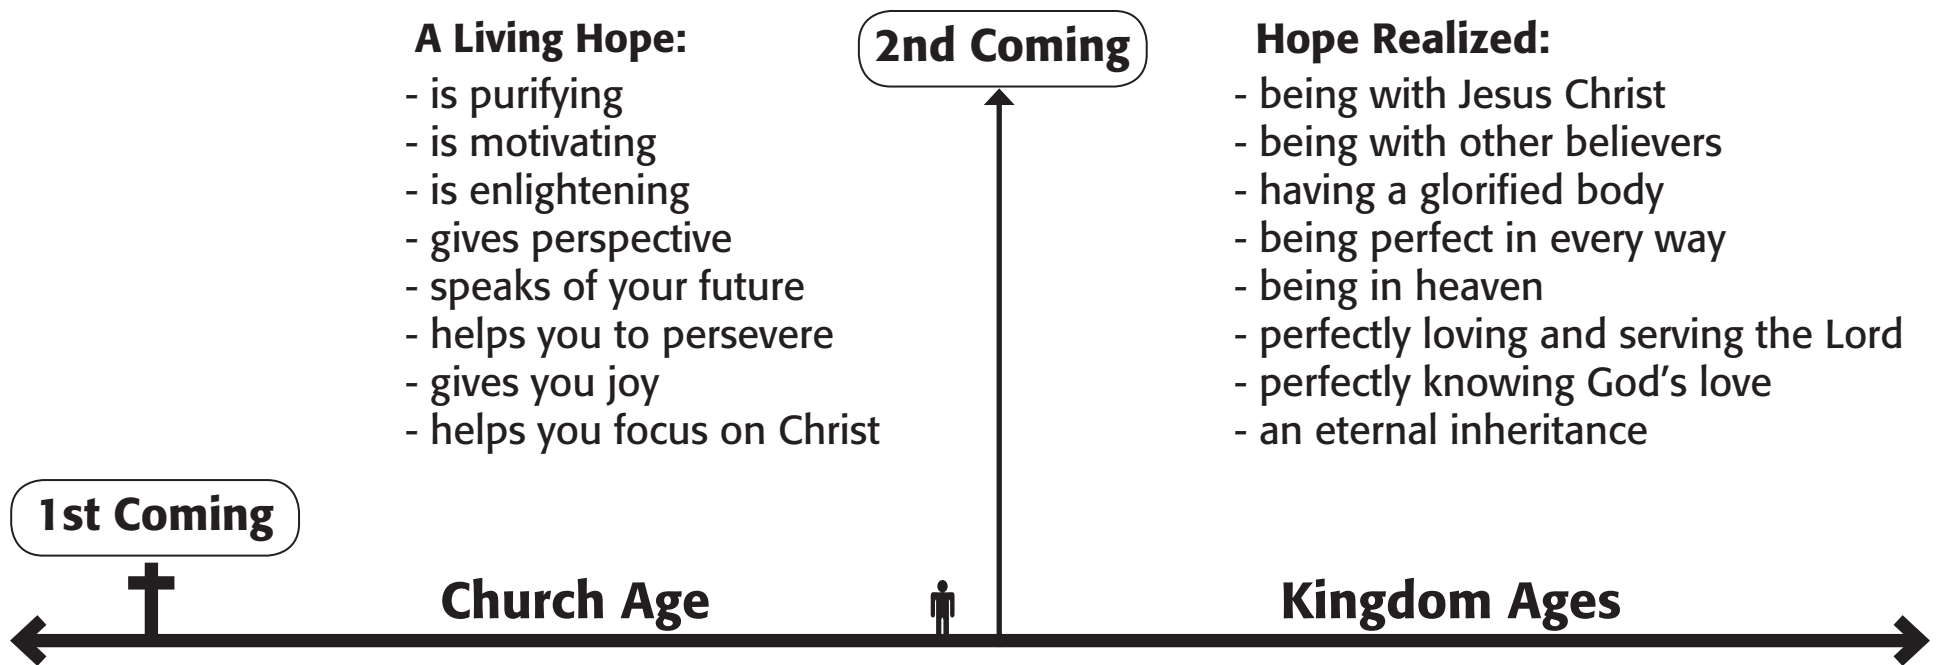 A Living Hope:
- is purifying
- is motivating
- is enlightening
- gives perspective
- speaks of your future
- helps you to persevere
- gives you joy
- helps you focus on Christ
2nd Coming
Hope Realized:
- being with Jesus Christ
- being with other believers
- having a glorified body
- being perfect in every way
- being in heaven
- perfectly loving and serving the Lord
- perfectly knowing God’s love
- an eternal inheritance
1st Coming
Church Age
Kingdom Ages